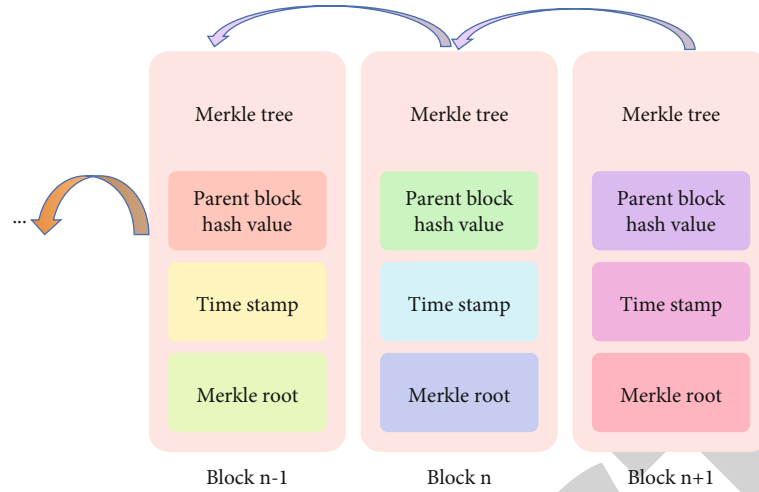 Merkle tree
Merkle tree
Merkle tree
Parent block
hash value
Parent block
hash value
Parent block
hash value
...
Time stamp
Time stamp
Time stamp
Merkle root
Merkle root
Merkle root
Block n-1
Block n
Block n+1